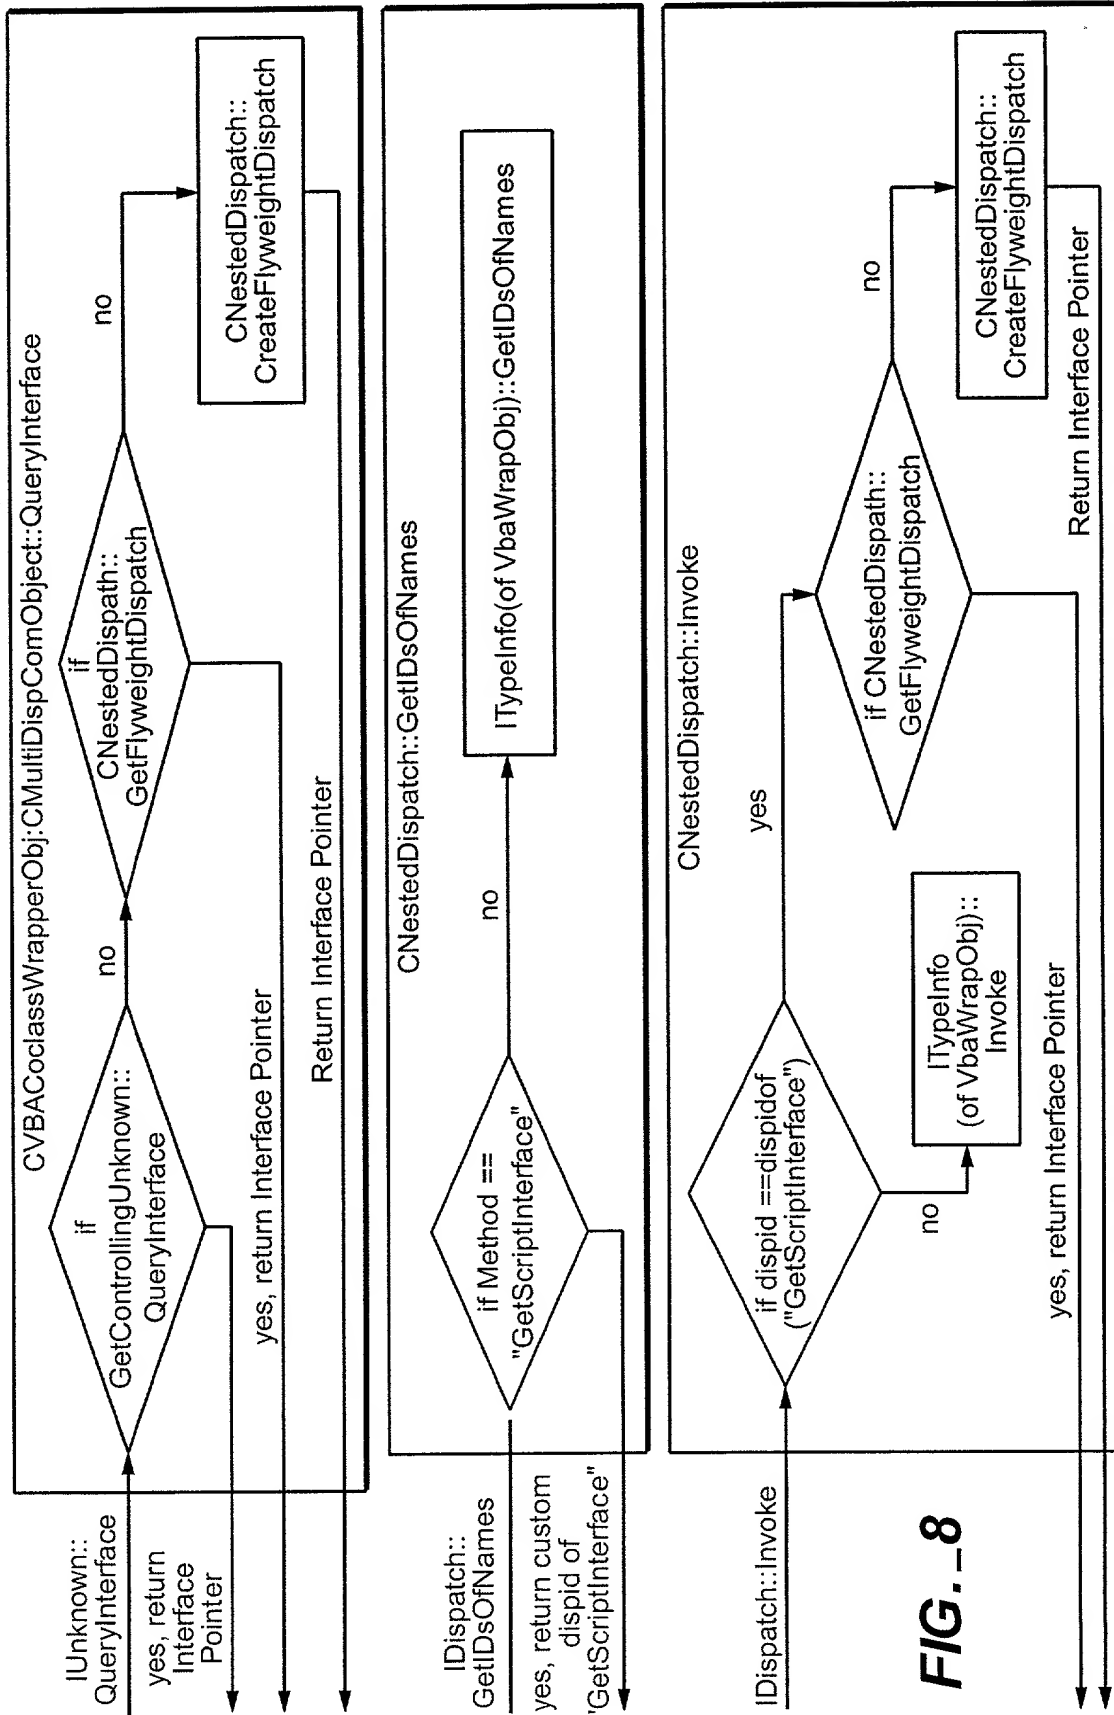 CVBACoclassWrapperObj:CMultiDispComObject::QueryInterface
IUnknown::
QueryInterface
yes, return
Interface
Pointer
if
GetControllingUnknown::
QueryInterface
no
if
CNestedDispath::
GetFlyweightDispatch
no
CNestedDispatch::
CreateFlyweightDispatch
yes, return Interface Pointer
Return Interface Pointer
CNestedDispatch::GetIDsOfNames
IDispatch::
GetIDsOfNames
yes, return custom
dispid of
"GetScriptInterface"
if Method ==
"GetScriptInterface"
no
ITypeInfo(of VbaWrapObj)::GetIDsOfNames
CNestedDispatch::Invoke
IDispatch::Invoke
if dispid ==dispidof
("GetScriptInterface")
yes
no
ITypeInfo
(of VbaWrapObj)::
Invoke
if CNestedDispath::
GetFlyweightDispatch
no
CNestedDispatch::
CreateFlyweightDispatch
yes, return Interface Pointer
Return Interface Pointer
FIG._8